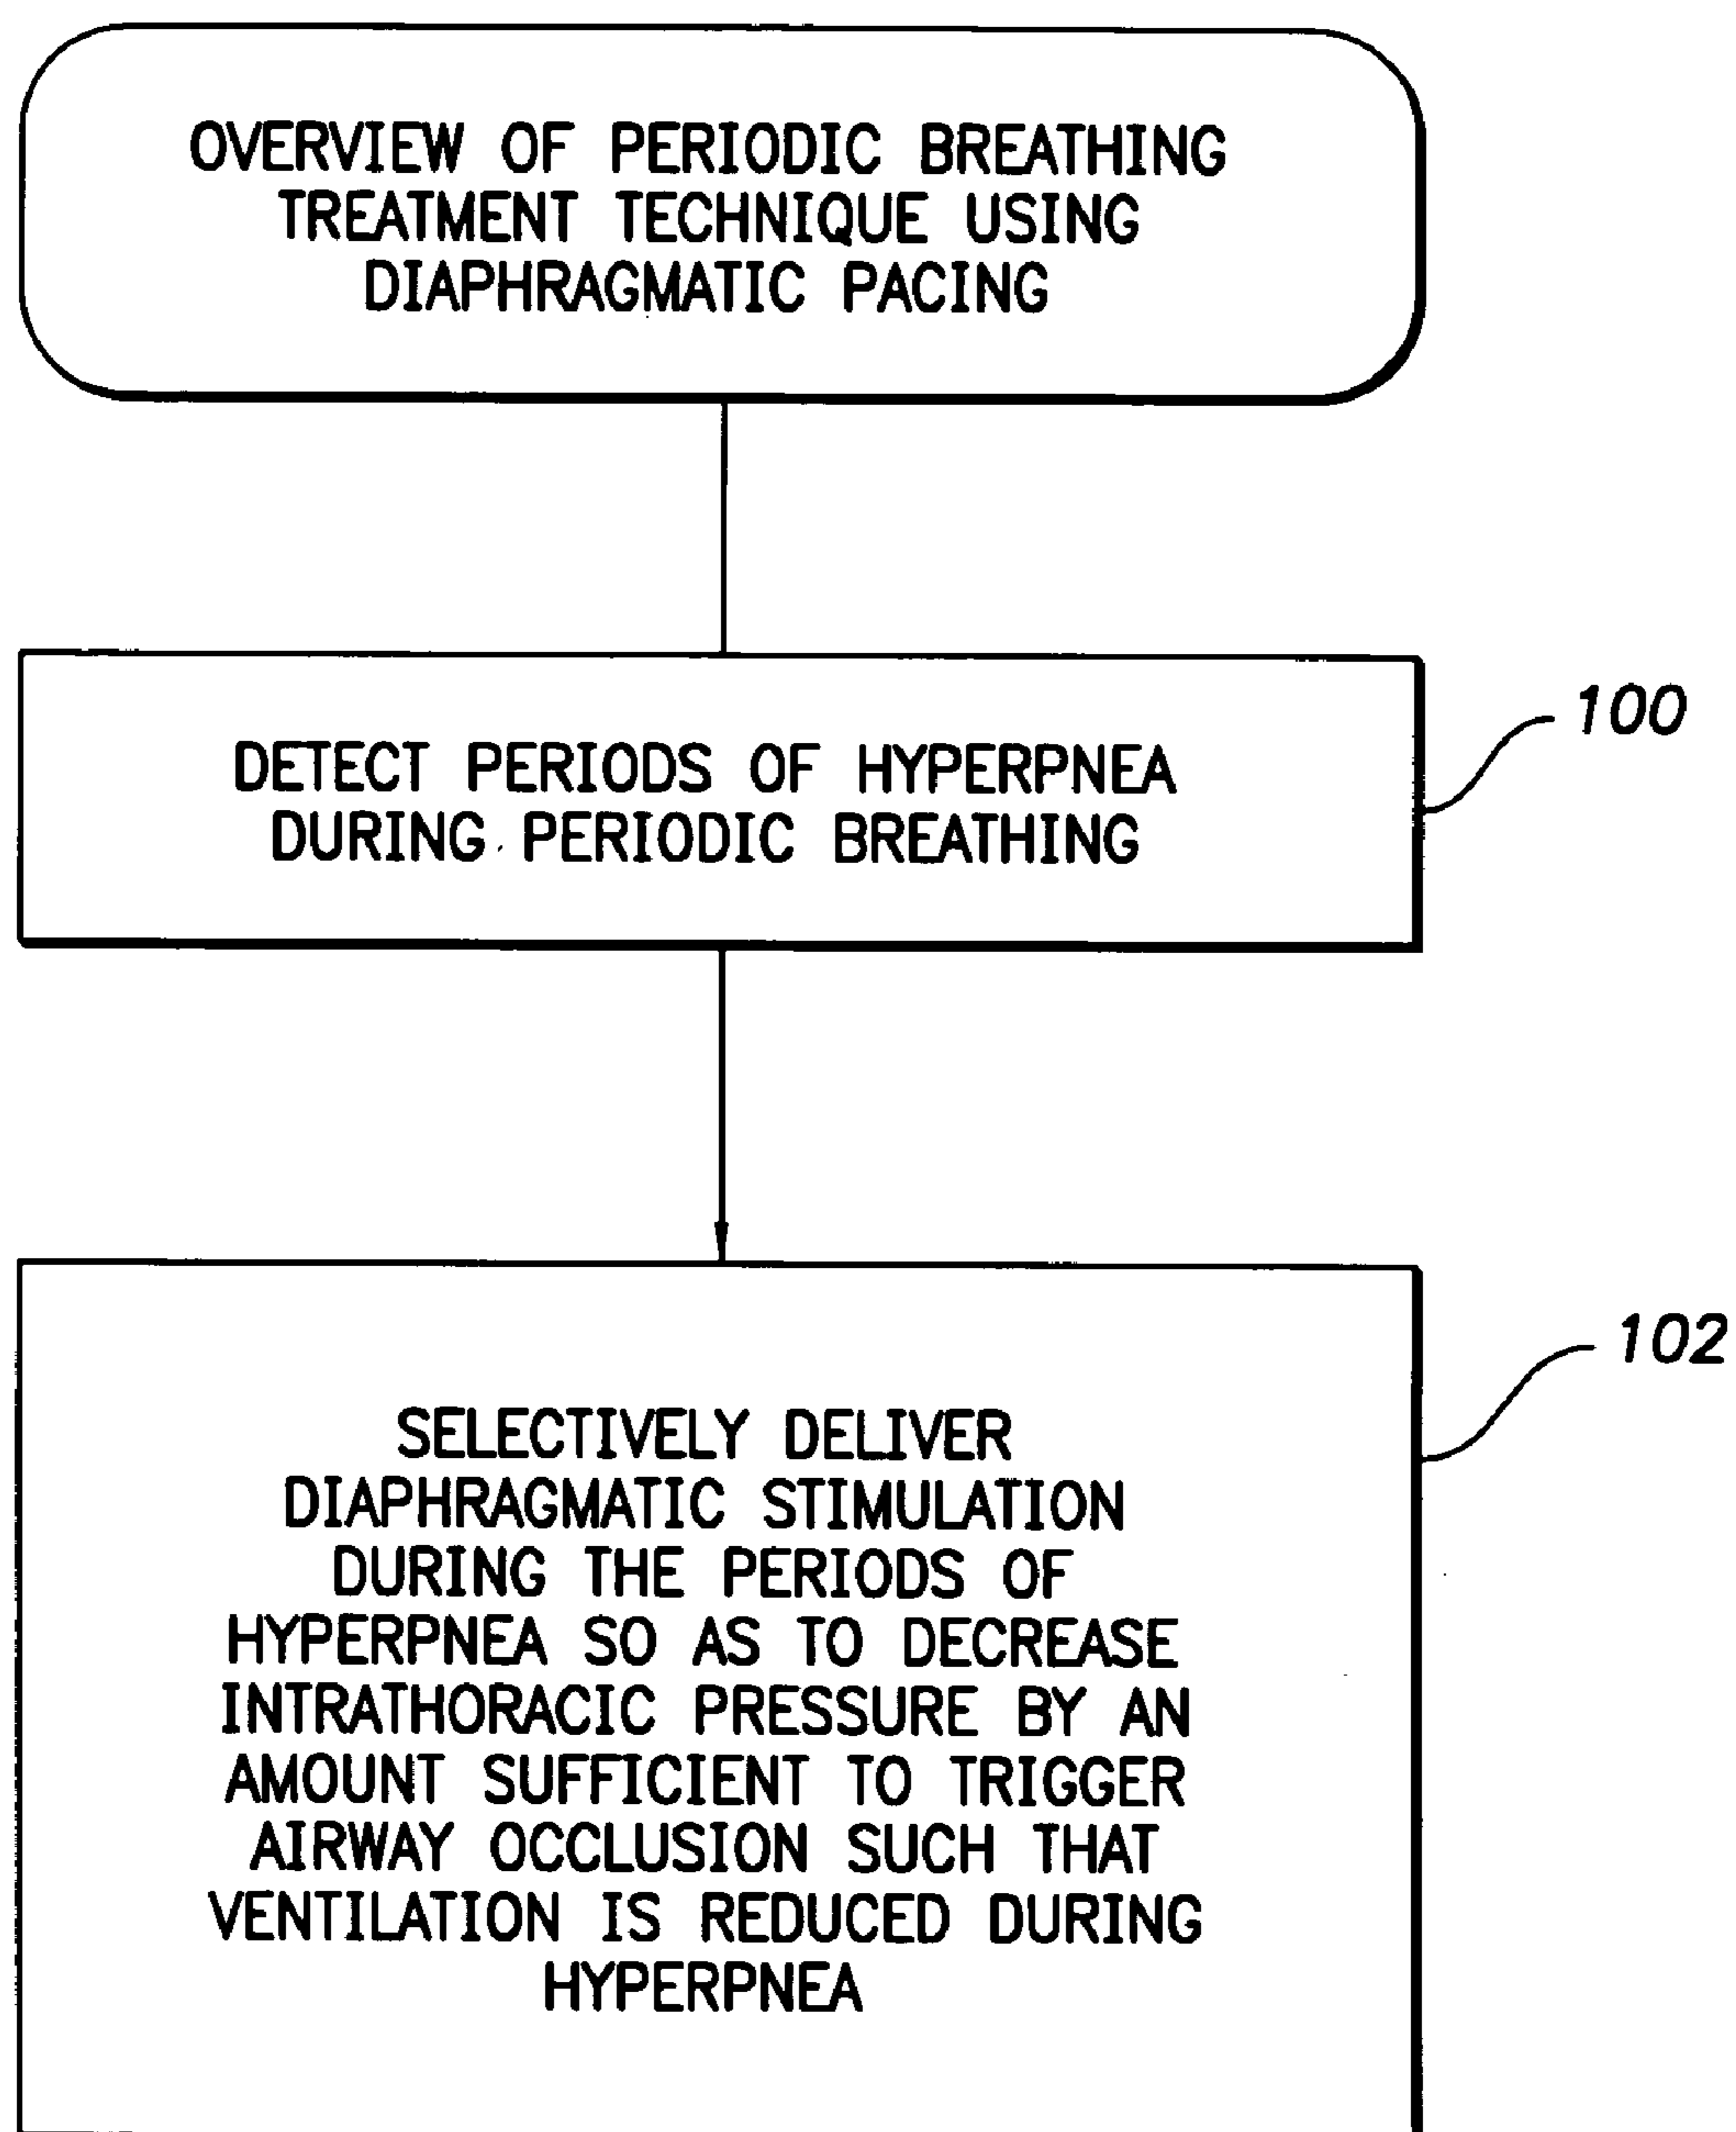 OVERVIEW OF PERIODIC BREATHING
TREATMENT TECHNIQUE USING
DIAPHRAGMATIC PACING
100
DETECT PERIODS OF HYPERPNEA
DURING PERIODIC BREATHING
102
SELECTIVELY DELIVER
DIAPHRAGMATIC STIMULATION
DURING THE PERIODS OF
HYPERPNEA SO AS TO DECREASE
INTRATHORACIC PRESSURE BY AN
AMOUNT SUFFICIENT TO TRIGGER
AIRWAY OCCLUSION SUCH THAT
VENTILATION IS REDUCED DURING
HYPERPNEA